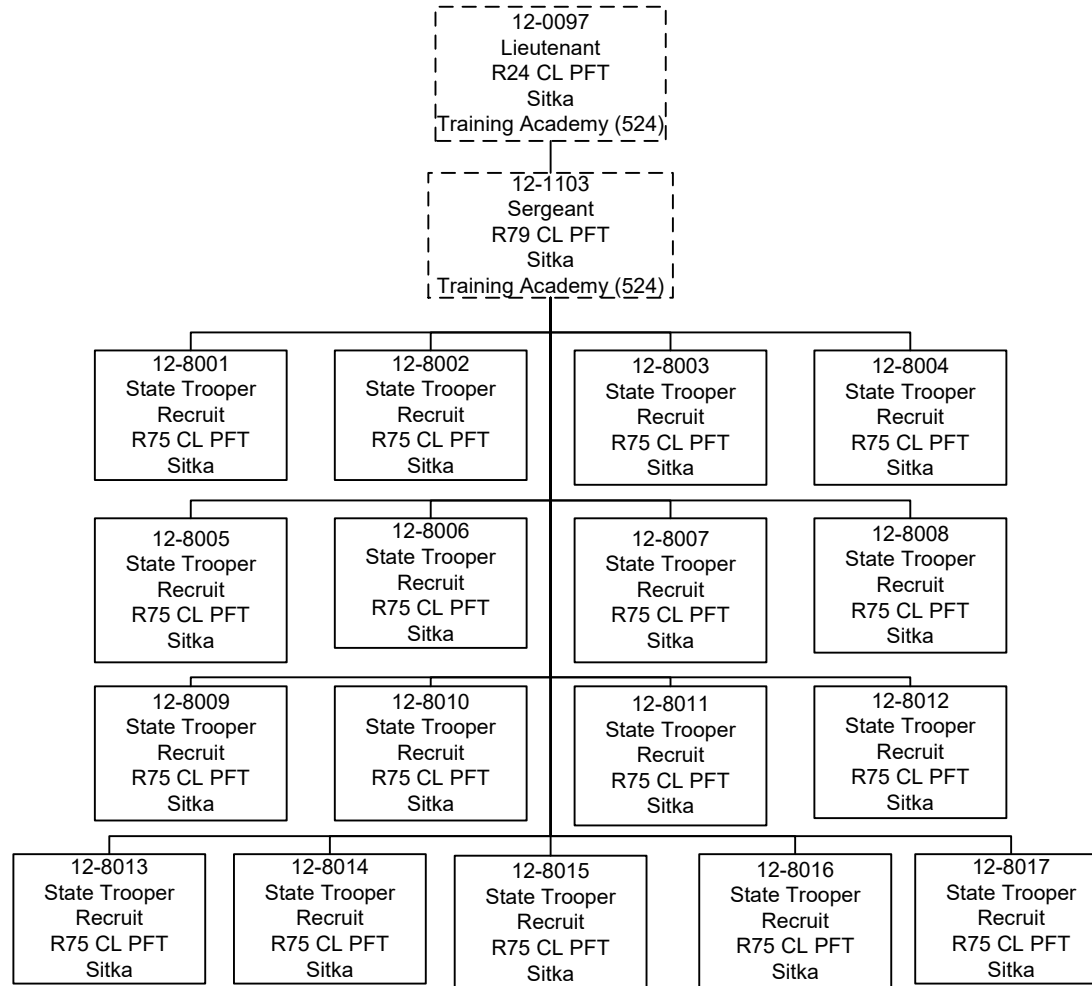 12-0097
Lieutenant
R24 CL PFT
Sitka
Training Academy (524)
12-1103
Sergeant
R79 CL PFT
Sitka
Training Academy (524)
12-8001
State Trooper
Recruit
R75 CL PFT
Sitka
12-8002
State Trooper
Recruit
R75 CL PFT
Sitka
12-8003
State Trooper
Recruit
R75 CL PFT
Sitka
12-8004
State Trooper
Recruit
R75 CL PFT
Sitka
12-8005
State Trooper
Recruit
R75 CL PFT
Sitka
12-8006
State Trooper
Recruit
R75 CL PFT
Sitka
12-8007
State Trooper
Recruit
R75 CL PFT
Sitka
12-8008
State Trooper
Recruit
R75 CL PFT
Sitka
12-8009
State Trooper
Recruit
R75 CL PFT
Sitka
12-8010
State Trooper
Recruit
R75 CL PFT
Sitka
12-8011
State Trooper
Recruit
R75 CL PFT
Sitka
12-8012
State Trooper
Recruit
R75 CL PFT
Sitka
12-8013
State Trooper
Recruit
R75 CL PFT
Sitka
12-8014
State Trooper
Recruit
R75 CL PFT
Sitka
12-8015
State Trooper
Recruit
R75 CL PFT
Sitka
12-8016
State Trooper
Recruit
R75 CL PFT
Sitka
12-8017
State Trooper
Recruit
R75 CL PFT
Sitka